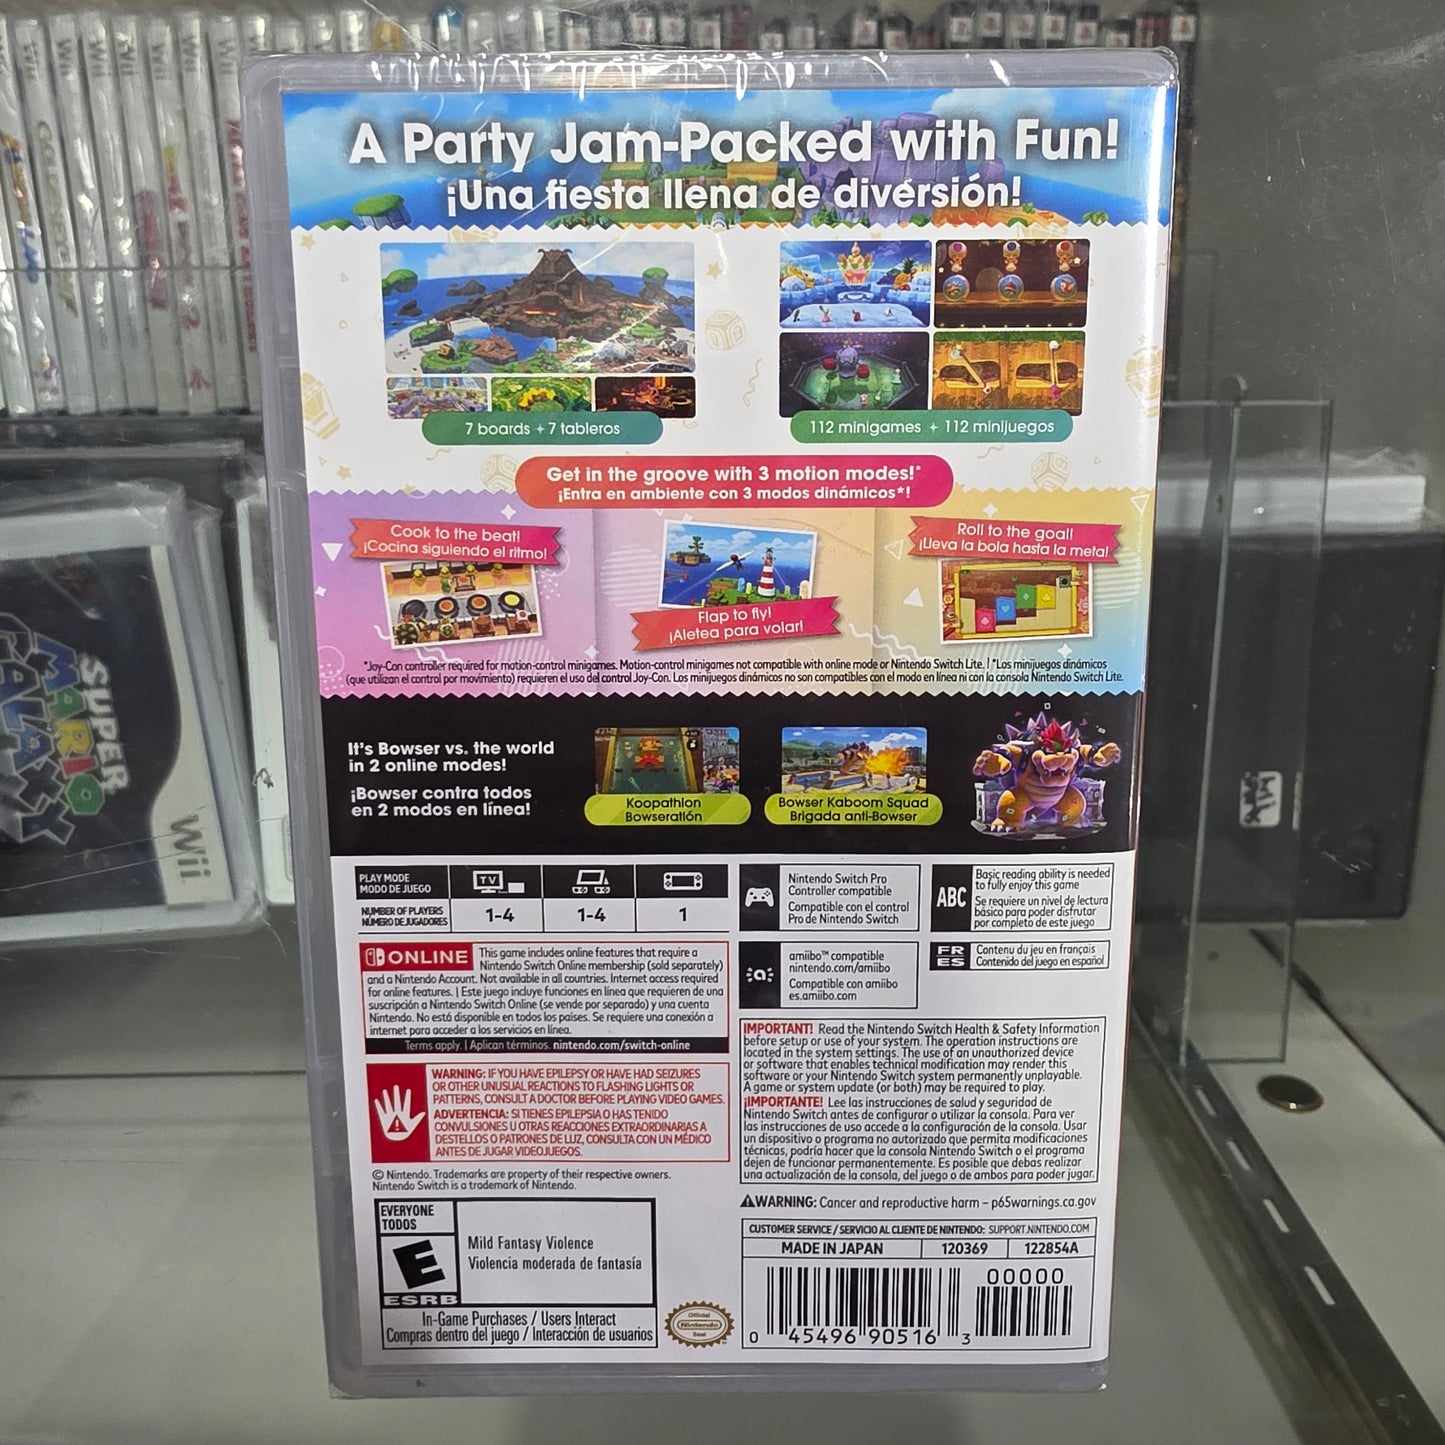 A Party Jam-Packed with Fun!
¡Una fiesta llena de diversión!
7 boards + 7 tableros
112 minigames + 112 minijuegos
Get in the groove with 3 motion modes!*
¡Entra en ambiente con 3 modos dinámicos*!
Cook to the beat!
¡Cocina siguiendo el ritmo!
Flap to fly!
¡Aletea para volar!
Roll to the goal!
¡Lleva la bola hasta la meta!
*Joy-Con controller required for motion-control minigames. Motion-control minigames not compatible with online mode or Nintendo Switch Lite. | *Los minijuegos dinámicos
(que utilizan el control por movimiento) requieren el uso del control Joy-Con. Los minijuegos dinámicos no son compatibles con el modo en línea ni con la consola Nintendo Switch Lite.
It's Bowser vs. the world
in 2 online modes!
¡Bowser contra todos
en 2 modos en línea!
Koopathlon
Bowseratlón
Bowser Kaboom Squad
Brigada anti-Bowser
PLAY MODE
MODO DE JUEGO
TV
NUMBER OF PLAYERS
NÚMERO DE JUGADORES
1-4
1-4
1
Nintendo Switch Pro
Controller compatible
Compatible con el control
Pro de Nintendo Switch
ABC
Basic reading ability is needed
to fully enjoy this game
Se requiere un nivel de lectura
básico para poder disfrutar
por completo de este juego
ONLINE
This game includes online features that require a
Nintendo Switch Online membership (sold separately)
and a Nintendo Account. Not available in all countries. Internet access required
for online features. | Este juego incluye funciones en línea que requieren de una
suscripción a Nintendo Switch Online (se vende por separado) y una cuenta
Nintendo. No está disponible en todos los países. Se requiere una conexión a
internet para acceder a los servicios en línea.
Terms apply. | Aplican términos. nintendo.com/switch-online
amiibo™ compatible
nintendo.com/amiibo
Compatible con amiibo
es.amiibo.com
FR
ES
Contenu du jeu en français
Contenido del juego en español
WARNING: IF YOU HAVE EPILEPSY OR HAVE HAD SEIZURES
OR OTHER UNUSUAL REACTIONS TO FLASHING LIGHTS OR
PATTERNS, CONSULT A DOCTOR BEFORE PLAYING VIDEO GAMES.
ADVERTENCIA: SI TIENES EPILEPSIA O HAS TENIDO
CONVULSIONES U OTRAS REACCIONES EXTRAORDINARIAS A
DESTELLOS O PATRONES DE LUZ, CONSULTA CON UN MÉDICO
ANTES DE JUGAR VIDEOJUEGOS.
IMPORTANT! Read the Nintendo Switch Health & Safety Information
before setup or use of your system. The operation instructions are
located in the system settings. The use of an unauthorized device
or software that enables technical modification may render this
software or your Nintendo Switch system permanently unplayable.
A game or system update (or both) may be required to play.
¡IMPORTANTE! Lee las instrucciones de salud y seguridad de
Nintendo Switch antes de configurar o utilizar la consola. Para ver
las instrucciones de uso accede a la configuración de la consola. Usar
un dispositivo o programa no autorizado que permita modificaciones
técnicas, podría hacer que la consola Nintendo Switch o el programa
dejen de funcionar permanentemente. Es posible que debas realizar
una actualización de la consola, del juego o de ambos para poder jugar.
© Nintendo. Trademarks are property of their respective owners.
Nintendo Switch is a trademark of Nintendo.
WARNING: Cancer and reproductive harm – p65warnings.ca.gov
EVERYONE
TODOS
E
ESRB
Mild Fantasy Violence
Violencia moderada de fantasía
In-Game Purchases / Users Interact
Compras dentro del juego / Interacción de usuarios
Official
Nintendo
Seal
CUSTOMER SERVICE / SERVICIO AL CLIENTE DE NINTENDO: SUPPORT.NINTENDO.COM
MADE IN JAPAN 120369 122854A
00000
0 45496 90516 3
SUPER
MARIO
GALAXY
Wii